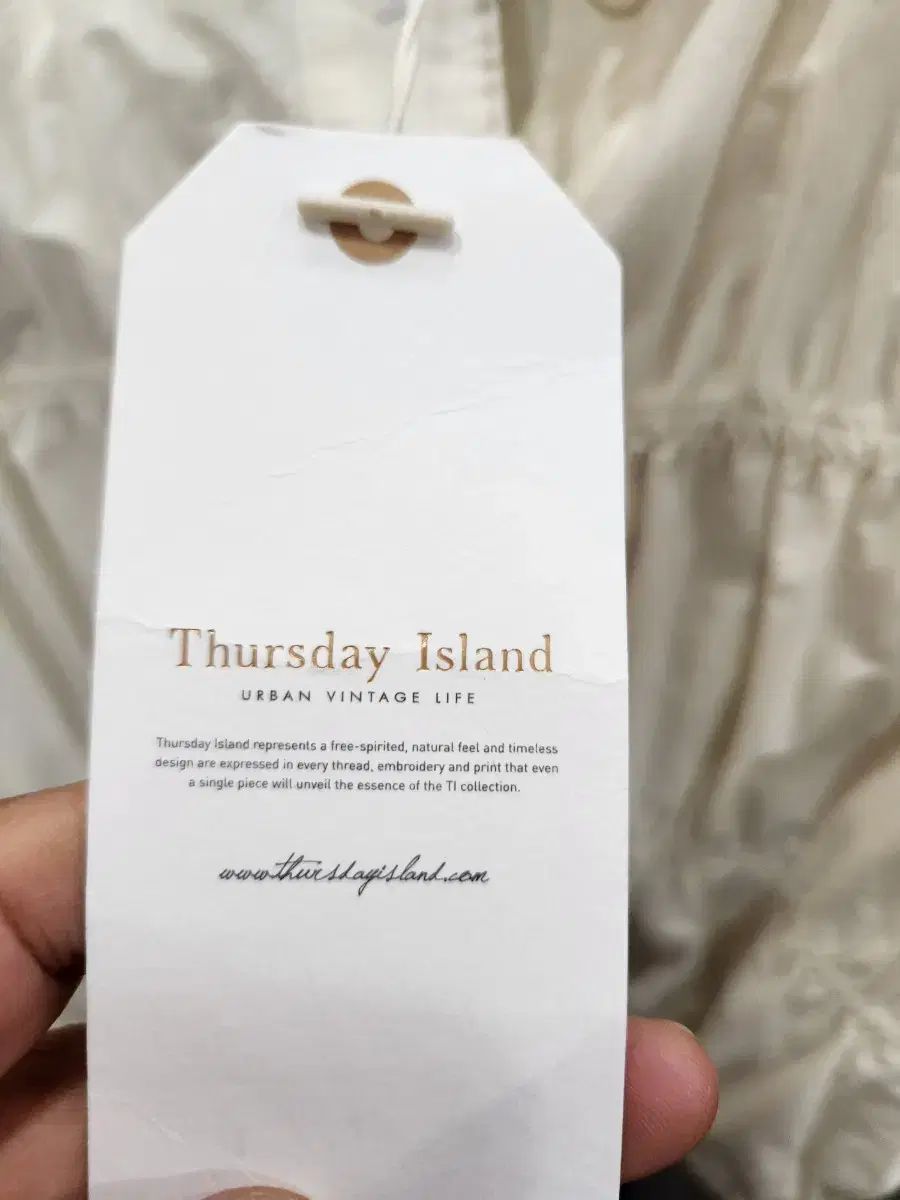 Thursday Island
URBAN VINTAGE LIFE
Thursday Island represents a free-spirited, natural feel and timeless
design are expressed in every thread, embroidery and print that even
a single piece will unveil the essence of the TI collection.
www.thursdayisland.com